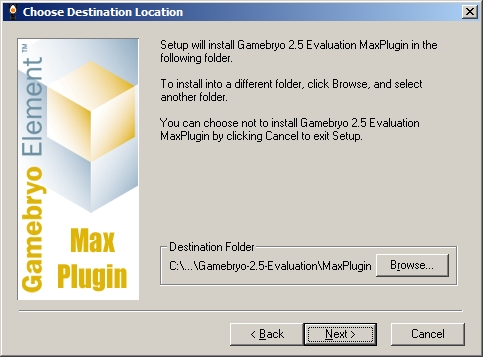 Choose Destination Location
Gamebryo Element™
Max
Plugin
Setup will install Gamebryo 2.5 Evaluation MaxPlugin in the
following folder.
To install into a different folder, click Browse, and select
another folder.
You can choose not to install Gamebryo 2.5 Evaluation
MaxPlugin by clicking Cancel to exit Setup.
Destination Folder
C:\...\Gamebryo-2.5-Evaluation\MaxPlugin
Browse...
< Back
Next >
Cancel